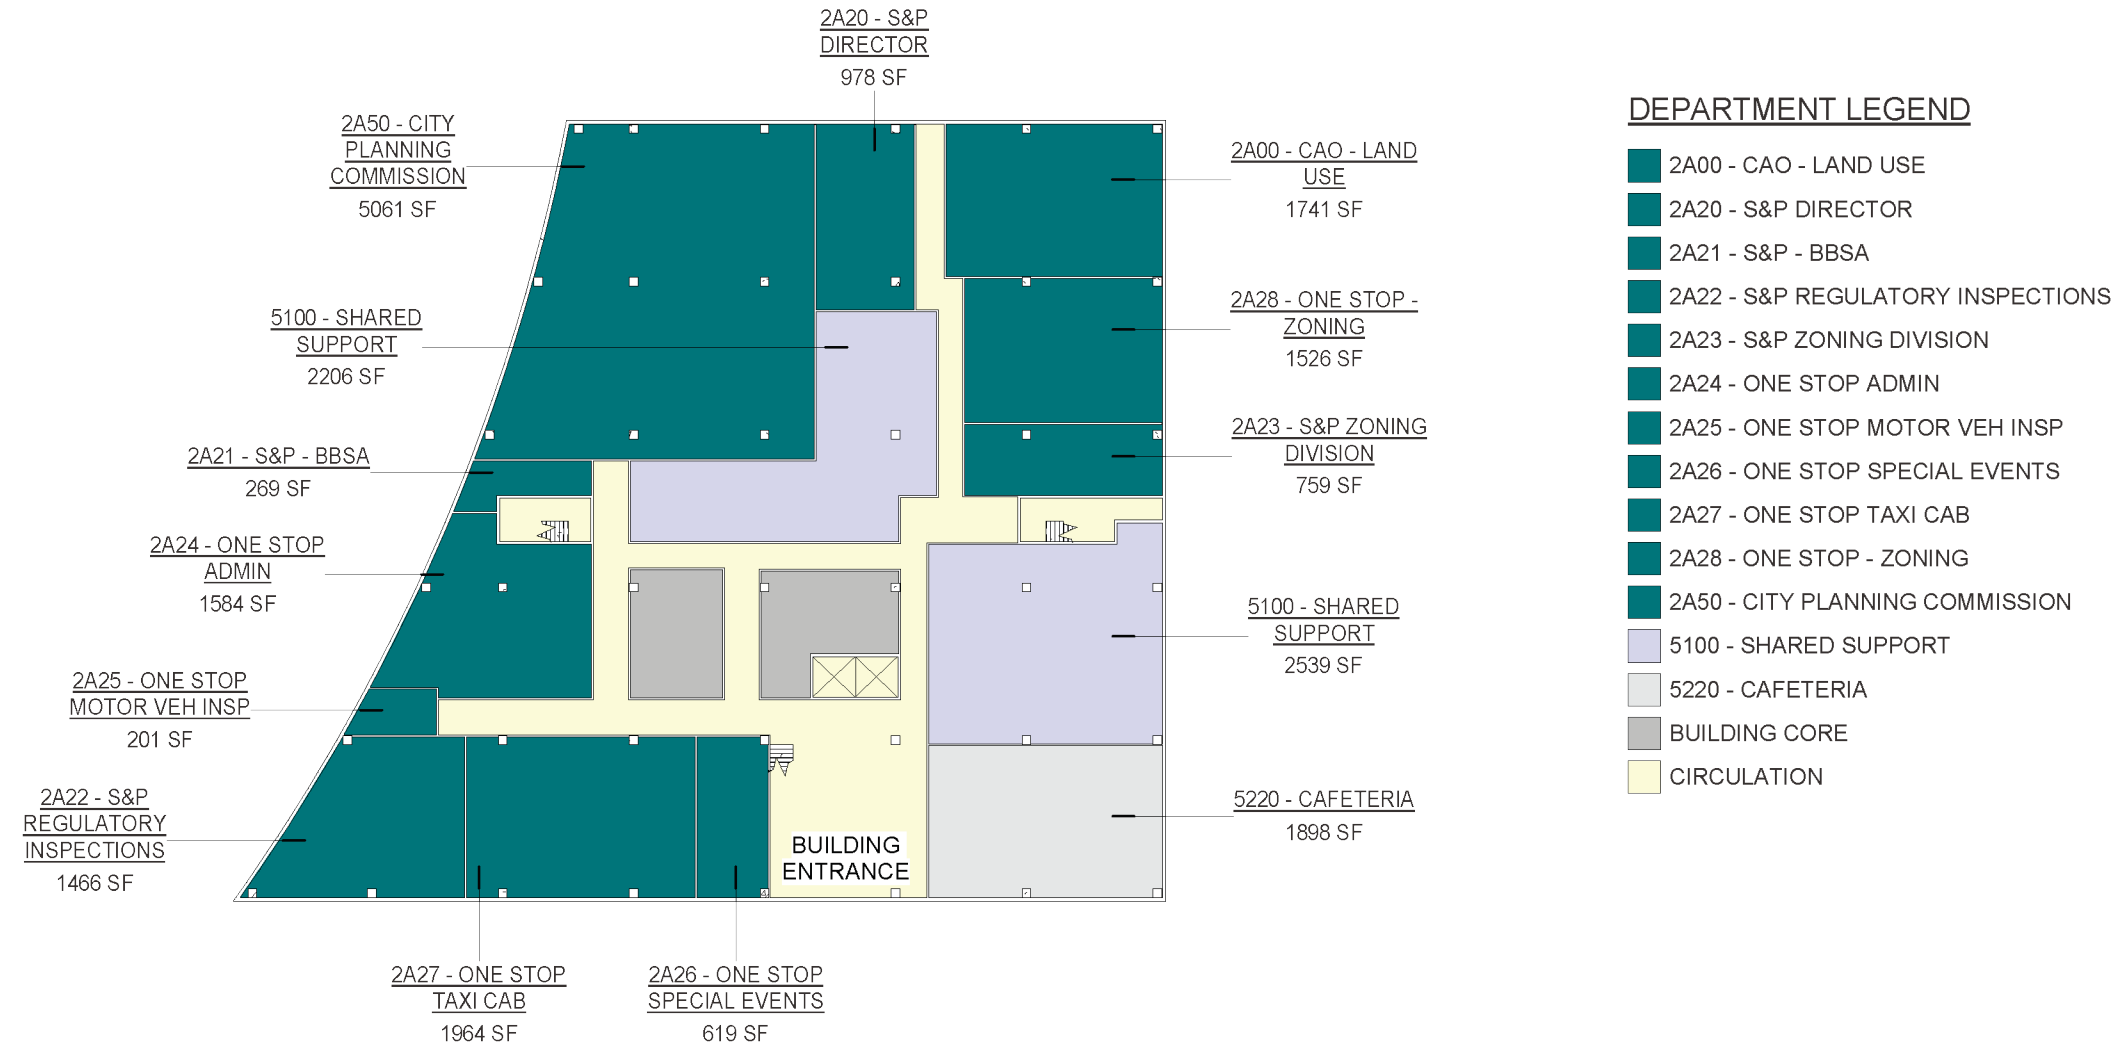 2A20 - S&P
DIRECTOR
978 SF
2A50 - CITY
PLANNING
COMMISSION
5061 SF
2A00 - CAO - LAND
USE
1741 SF
5100 - SHARED
SUPPORT
2206 SF
2A28 - ONE STOP -
ZONING
1526 SF
2A21 - S&P - BBSA
269 SF
2A23 - S&P ZONING
DIVISION
759 SF
2A24 - ONE STOP
ADMIN
1584 SF
5100 - SHARED
SUPPORT
2539 SF
2A25 - ONE STOP
MOTOR VEH INSP
201 SF
2A22 - S&P
REGULATORY
INSPECTIONS
1466 SF
5220 - CAFETERIA
1898 SF
BUILDING
ENTRANCE
2A27 - ONE STOP
TAXI CAB
1964 SF
2A26 - ONE STOP
SPECIAL EVENTS
619 SF
DEPARTMENT LEGEND
2A00 - CAO - LAND USE
2A20 - S&P DIRECTOR
2A21 - S&P - BBSA
2A22 - S&P REGULATORY INSPECTIONS
2A23 - S&P ZONING DIVISION
2A24 - ONE STOP ADMIN
2A25 - ONE STOP MOTOR VEH INSP
2A26 - ONE STOP SPECIAL EVENTS
2A27 - ONE STOP TAXI CAB
2A28 - ONE STOP - ZONING
2A50 - CITY PLANNING COMMISSION
5100 - SHARED SUPPORT
5220 - CAFETERIA
BUILDING CORE
CIRCULATION